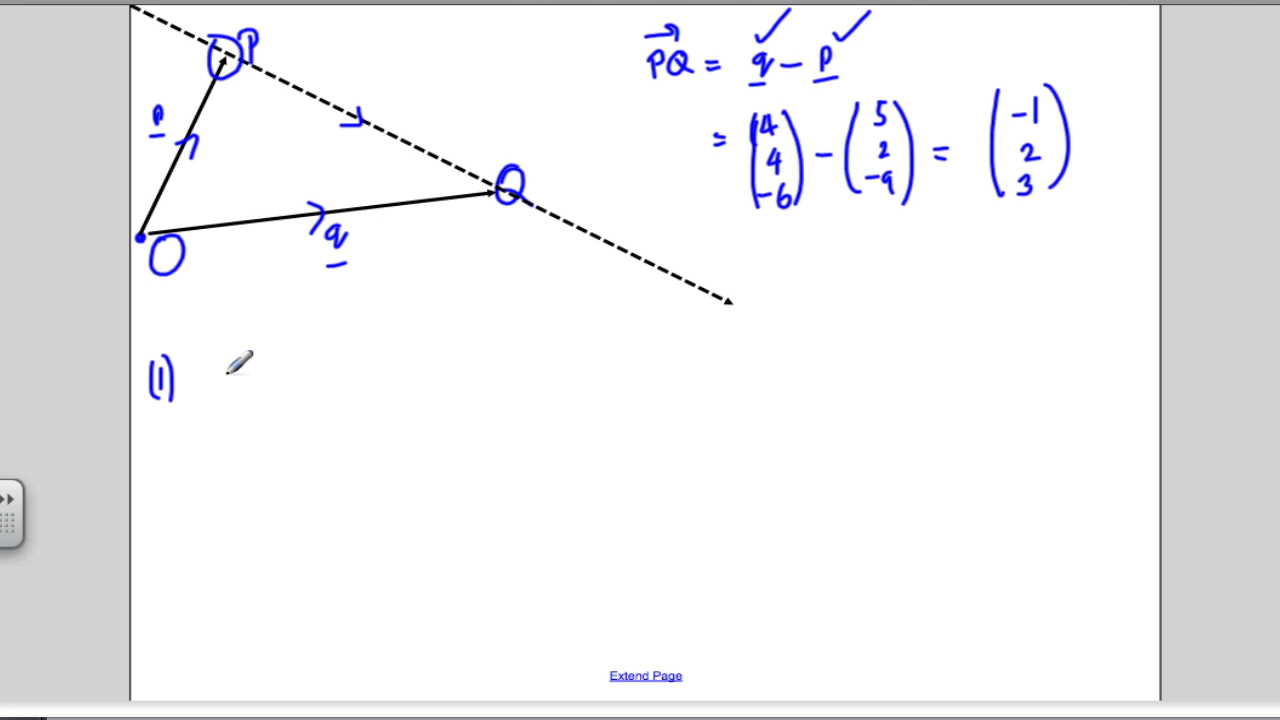 P
p
O
q
Q
PQ = q - p
= (4 4 -6) - (5 2 -9) = (-1 2 3)
(1)
Extend Page